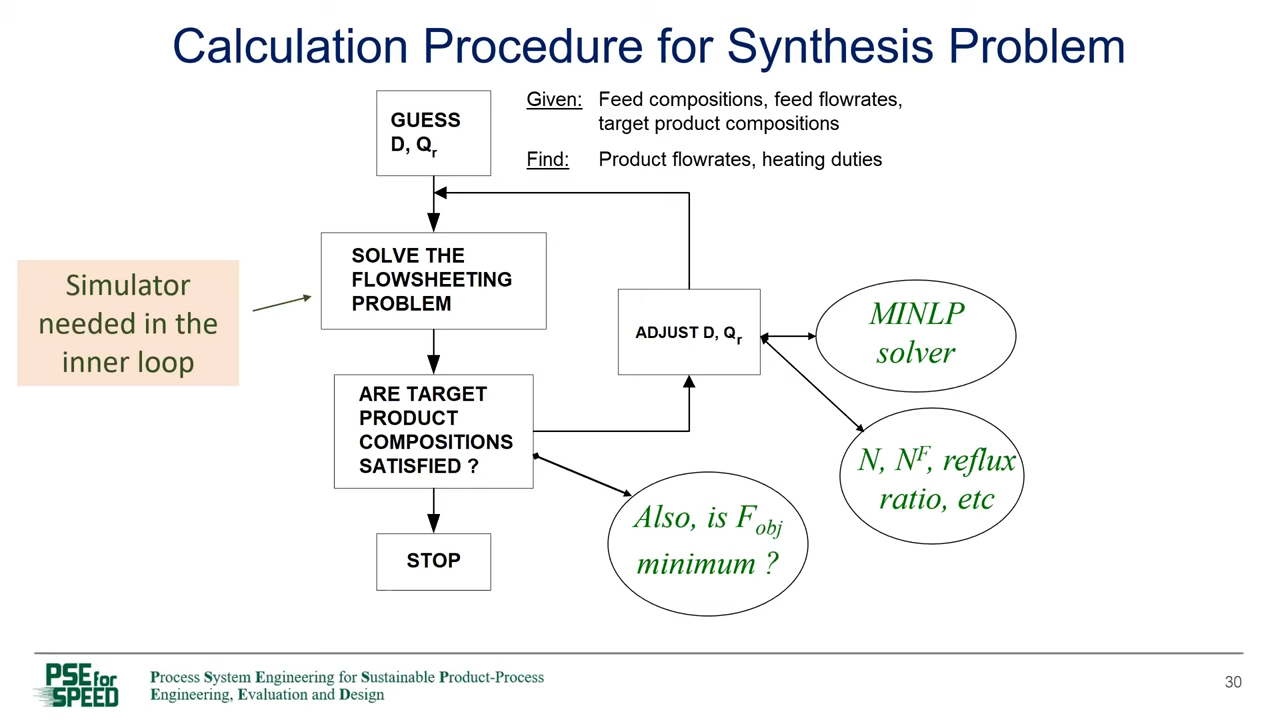 Calculation Procedure for Synthesis Problem
GUESS
D, Qr
Given: Feed compositions, feed flowrates,
target product compositions
Find: Product flowrates, heating duties
SOLVE THE
FLOWSHEETING
PROBLEM
Simulator
needed in the
inner loop
ADJUST D, Qr
MINLP
solver
ARE TARGET
PRODUCT
COMPOSITIONS
SATISFIED ?
N, NF, reflux
ratio, etc
Also, is Fobj
minimum ?
STOP
PSE for
SPEED
Process System Engineering for Sustainable Product-Process
Engineering, Evaluation and Design
30